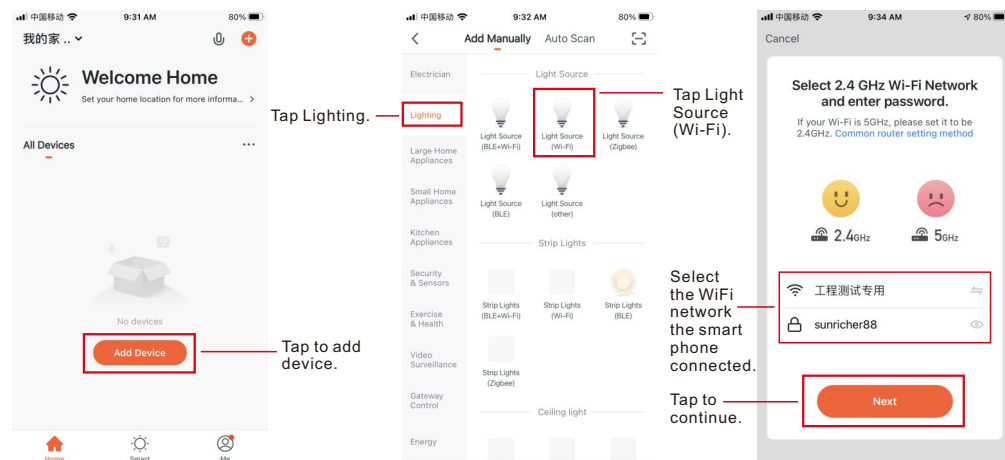 中国移动 9:31 AM 80%
我的家 ..
Welcome Home
Set your home location for more informa... >
All Devices ...
No devices
Add Device
Home Smart Me
Tap Lighting.
Tap to add
device.
中国移动 9:32 AM 80%
Add Manually Auto Scan
Electrician
Lighting
Large Home
Appliances
Small Home
Appliances
Kitchen
Appliances
Security
& Sensors
Exercise
& Health
Video
Surveillance
Gateway
Control
Energy
Light Source
Light Source
(BLE+Wi-Fi)
Light Source
(Wi-Fi)
Light Source
(Zigbee)
Light Source
(BLE)
Light Source
(other)
Strip Lights
Strip Lights
(BLE+Wi-Fi)
Strip Lights
(Wi-Fi)
Strip Lights
(BLE)
Strip Lights
(Zigbee)
Ceiling light
Tap Light
Source
(Wi-Fi).
Select
the WiFi
network
the smart
phone
connected.
Tap to
continue.
中国移动 9:34 AM 80%
Cancel
Select 2.4 GHz Wi-Fi Network
and enter password.
If your Wi-Fi is 5GHz, please set it to be
2.4GHz. Common router setting method
2.4GHz 5GHz
工程测试专用
sunricher88
Next